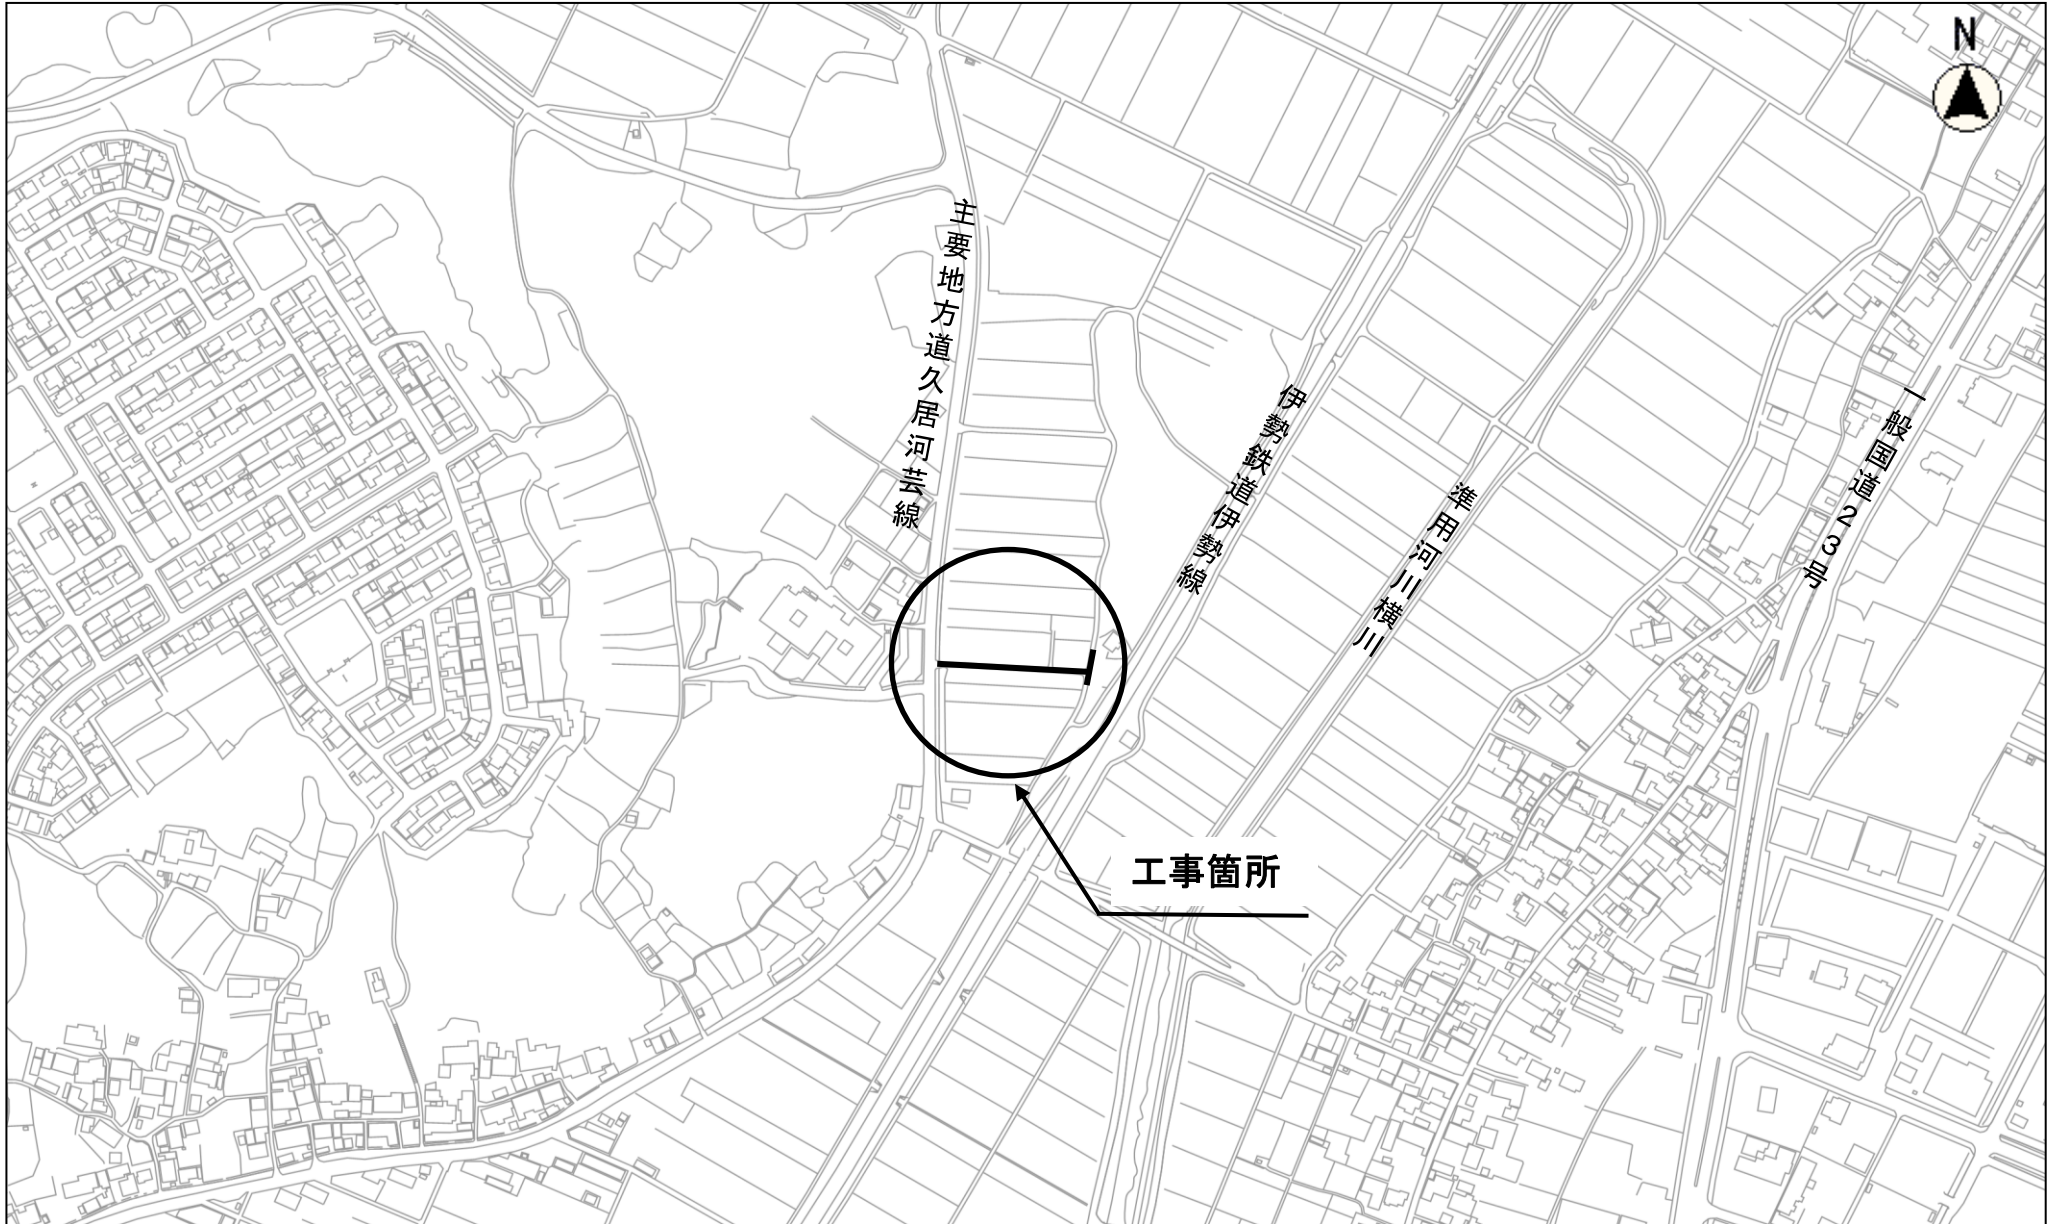 N
主要地方道久居河芸線
伊勢鉄道伊勢線
準用河川横川
一般国道23号
工事箇所